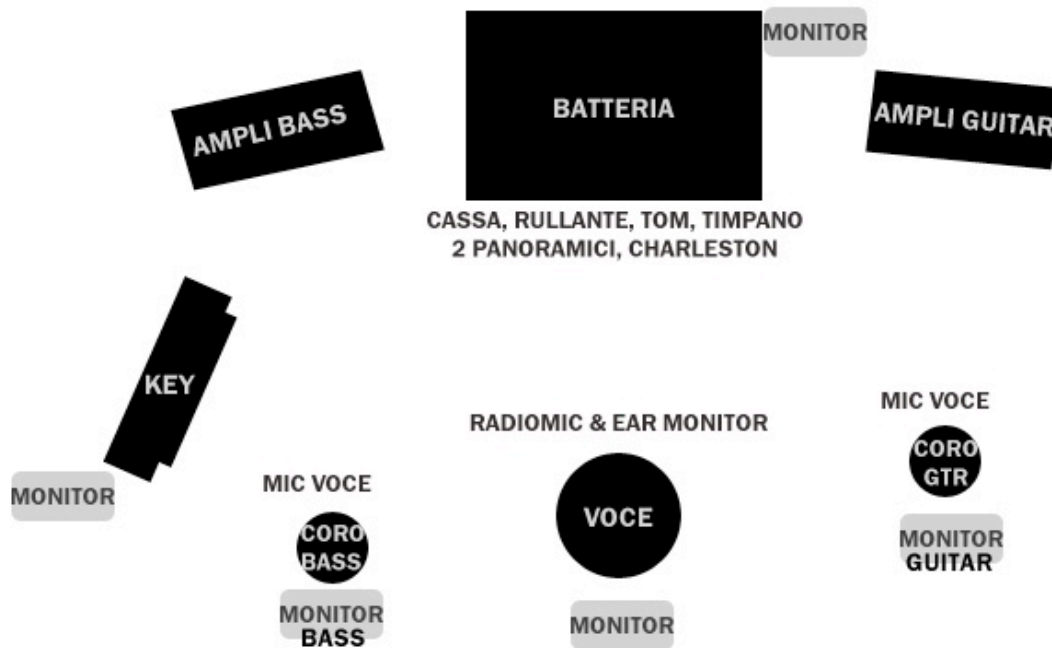 MONITOR
BATTERIA
AMPLI BASS
AMPLI GUITAR
CASSA, RULLANTE, TOM, TIMPANO
2 PANORAMICI, CHARLESTON
KEY
MONITOR
MIC VOCE
CORO
BASS
MONITOR
BASS
RADIOMIC & EAR MONITOR
VOCE
MONITOR
MIC VOCE
CORO
GTR
MONITOR
GUITAR